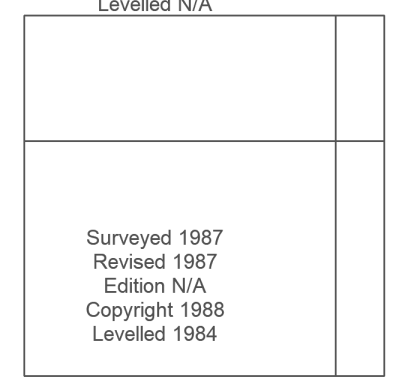 Levelled N/A
Surveyed 1987
Revised 1987
Edition N/A
Copyright 1988
Levelled 1984